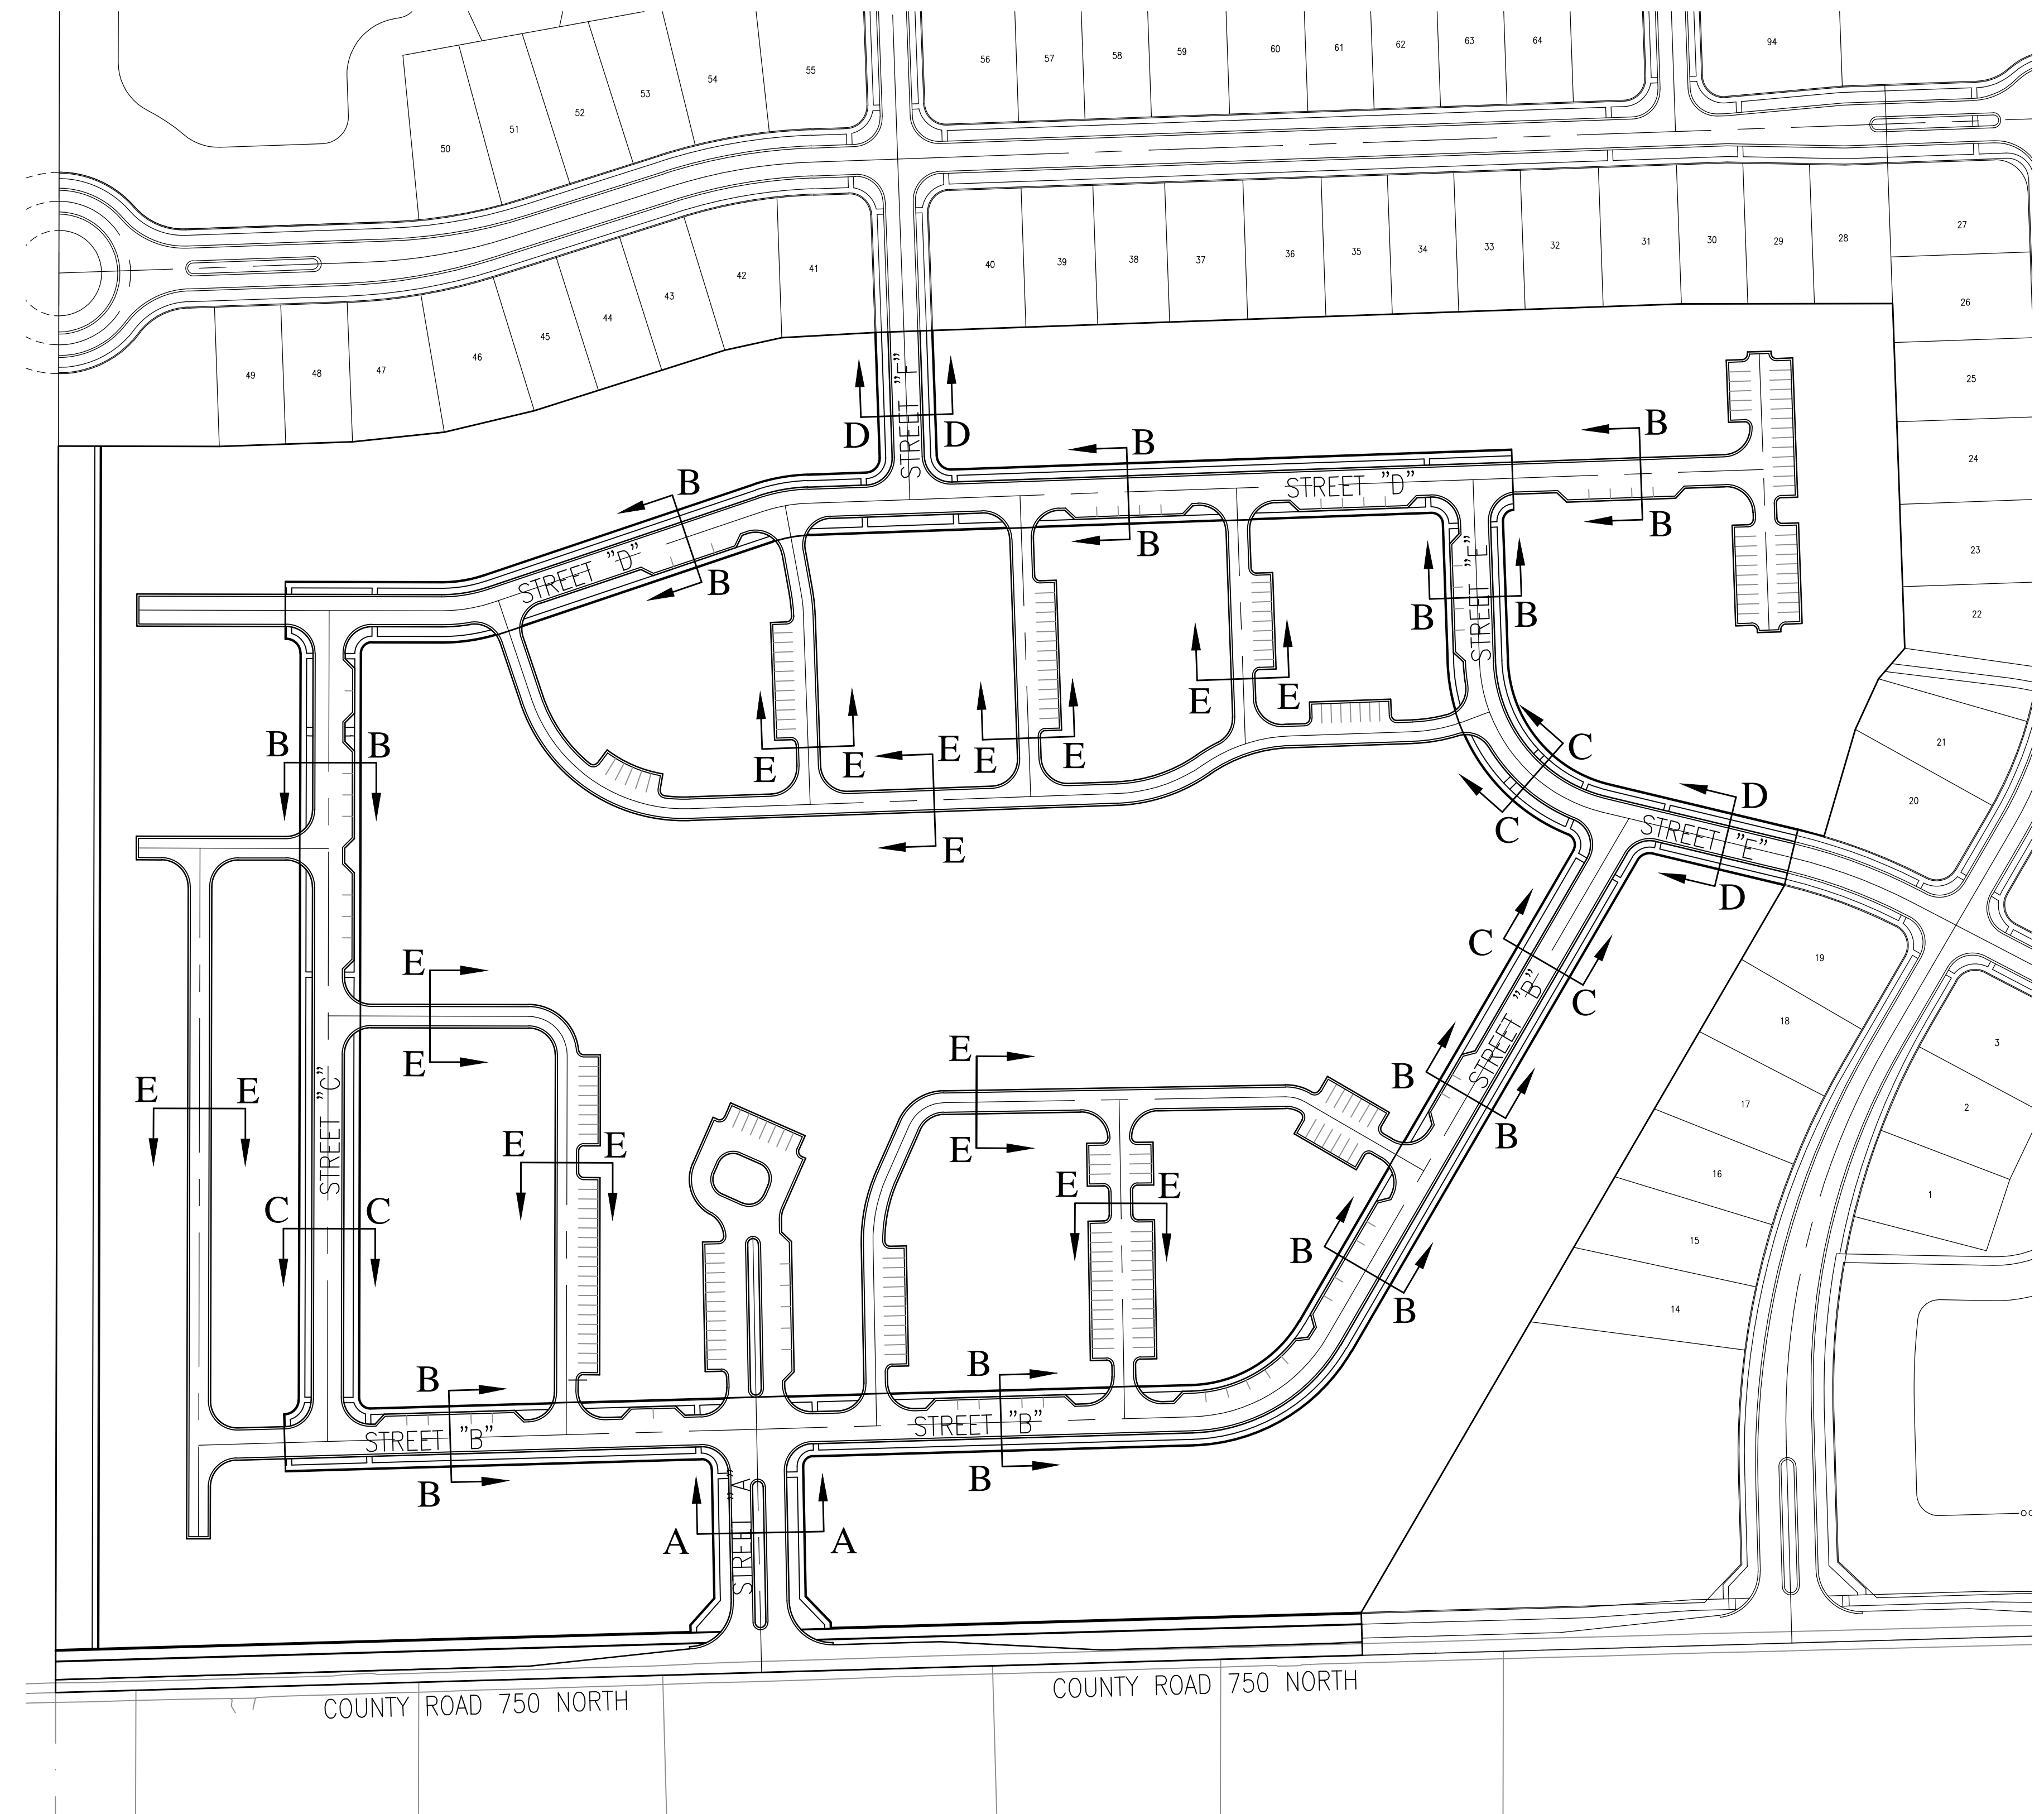 56
57
58
59
60
61
62
63
64
94
55
54
53
52
51
50
49
48
47
46
45
44
43
42
41
40
39
38
37
36
35
34
33
32
31
30
29
28
27
26
25
24
23
22
21
20
STREET "F"
D D
B
B
B
B
B
B
STREET "D"
STREET "D"
STREET "E"
B B
E E
E E
E E
E
E
B B
C
C
D
D
STREET "E"
C
C
STREET "B"
B
B
B
B
19
18
17
16
15
14
3
2
1
E
E
E E
E E
C C
STREET "C"
E
E
E E
B
B
B
B
STREET "B"
STREET "B"
A A
STREET "A"
COUNTY ROAD 750 NORTH
COUNTY ROAD 750 NORTH